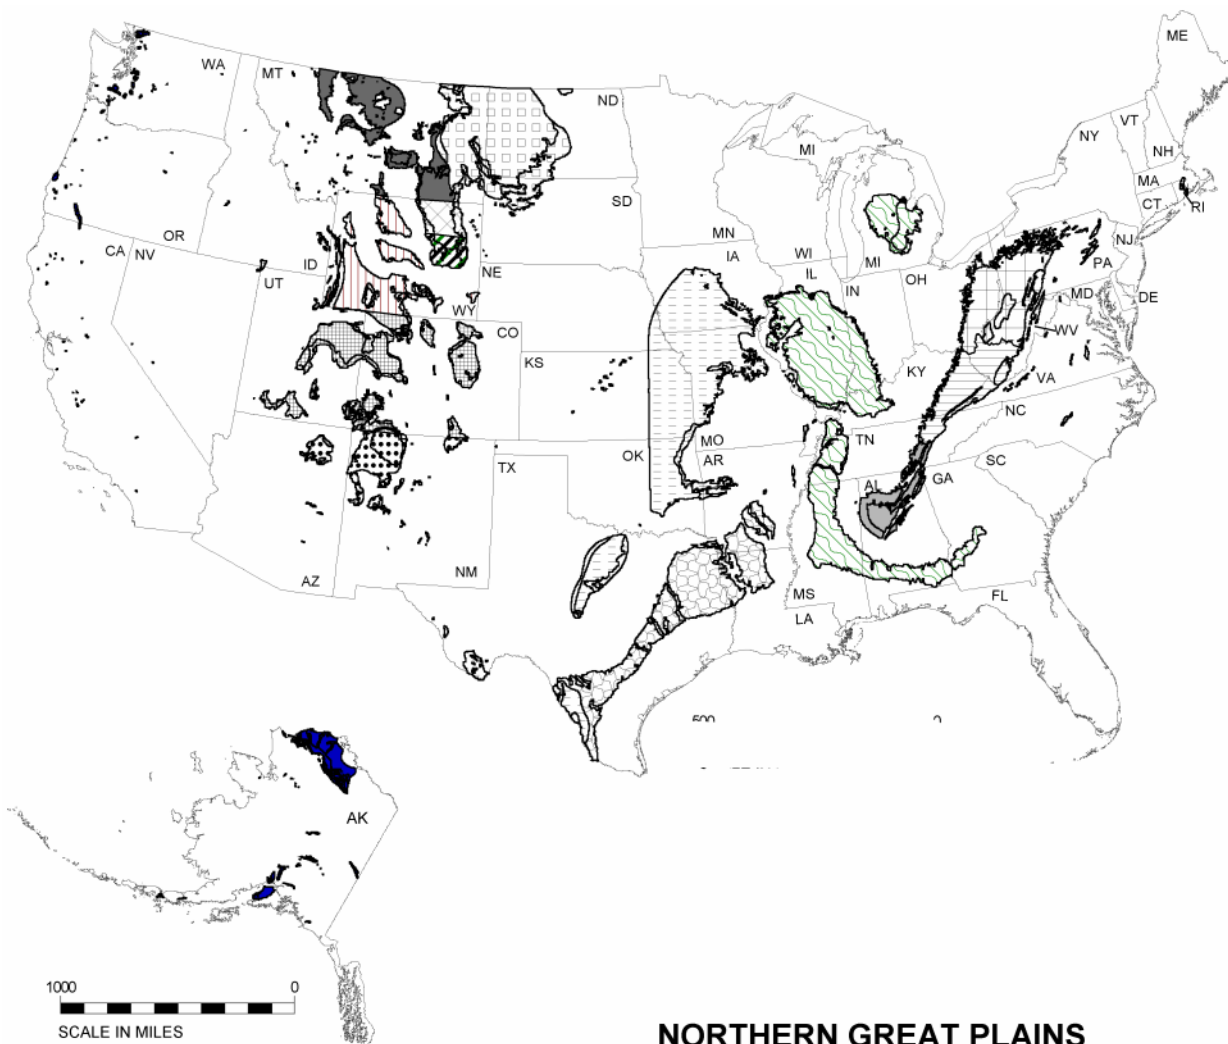 ME
WA
MT
ND
VT
NY
MI
NH
MA
CT
RI
SD
MN
OR
WI
IA
CA
NV
ID
NE
MI
NJ
PA
UT
IL
IN
OH
MD
DE
WY
CO
WV
KS
KY
VA
NC
MO
TN
OK
AR
SC
TX
AL
GA
AZ
NM
MS
FL
LA
AK
1000 0
SCALE IN MILES
NORTHERN GREAT PLAINS